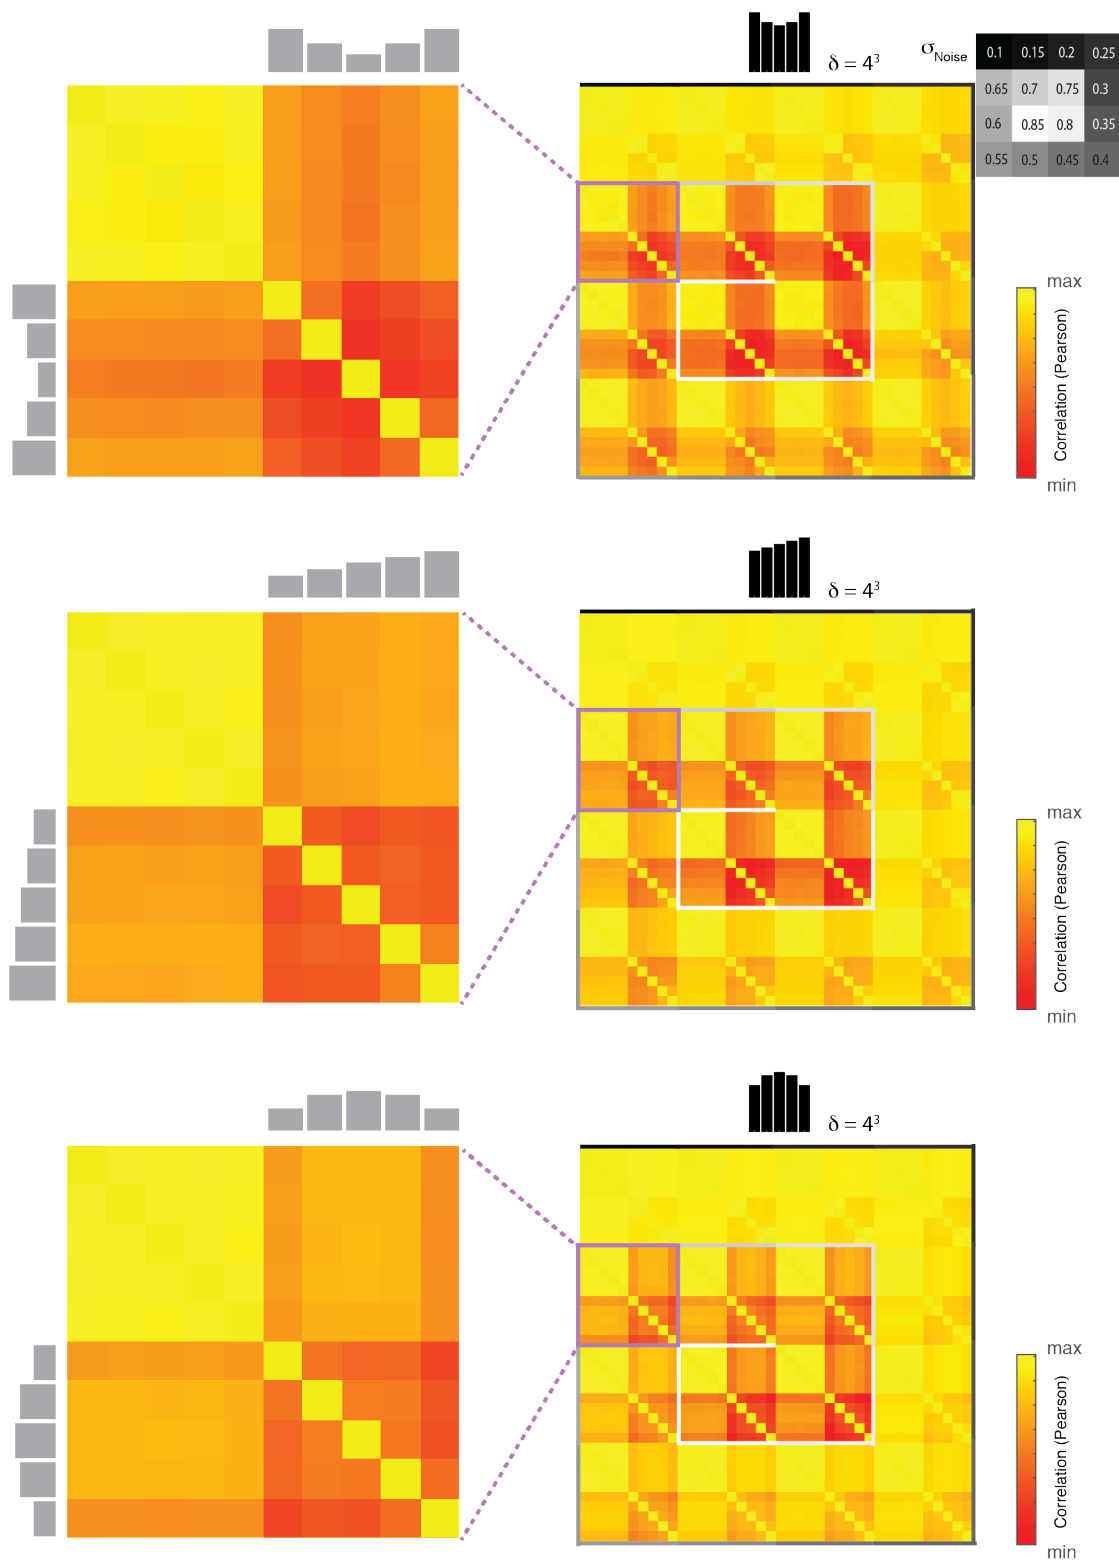 δ = 4³
σNoise
0.1 0.15 0.2 0.25
0.65 0.7 0.75 0.3
0.6 0.85 0.8 0.35
0.55 0.5 0.45 0.4
max
Correlation (Pearson)
min
δ = 4³
max
Correlation (Pearson)
min
δ = 4³
max
Correlation (Pearson)
min